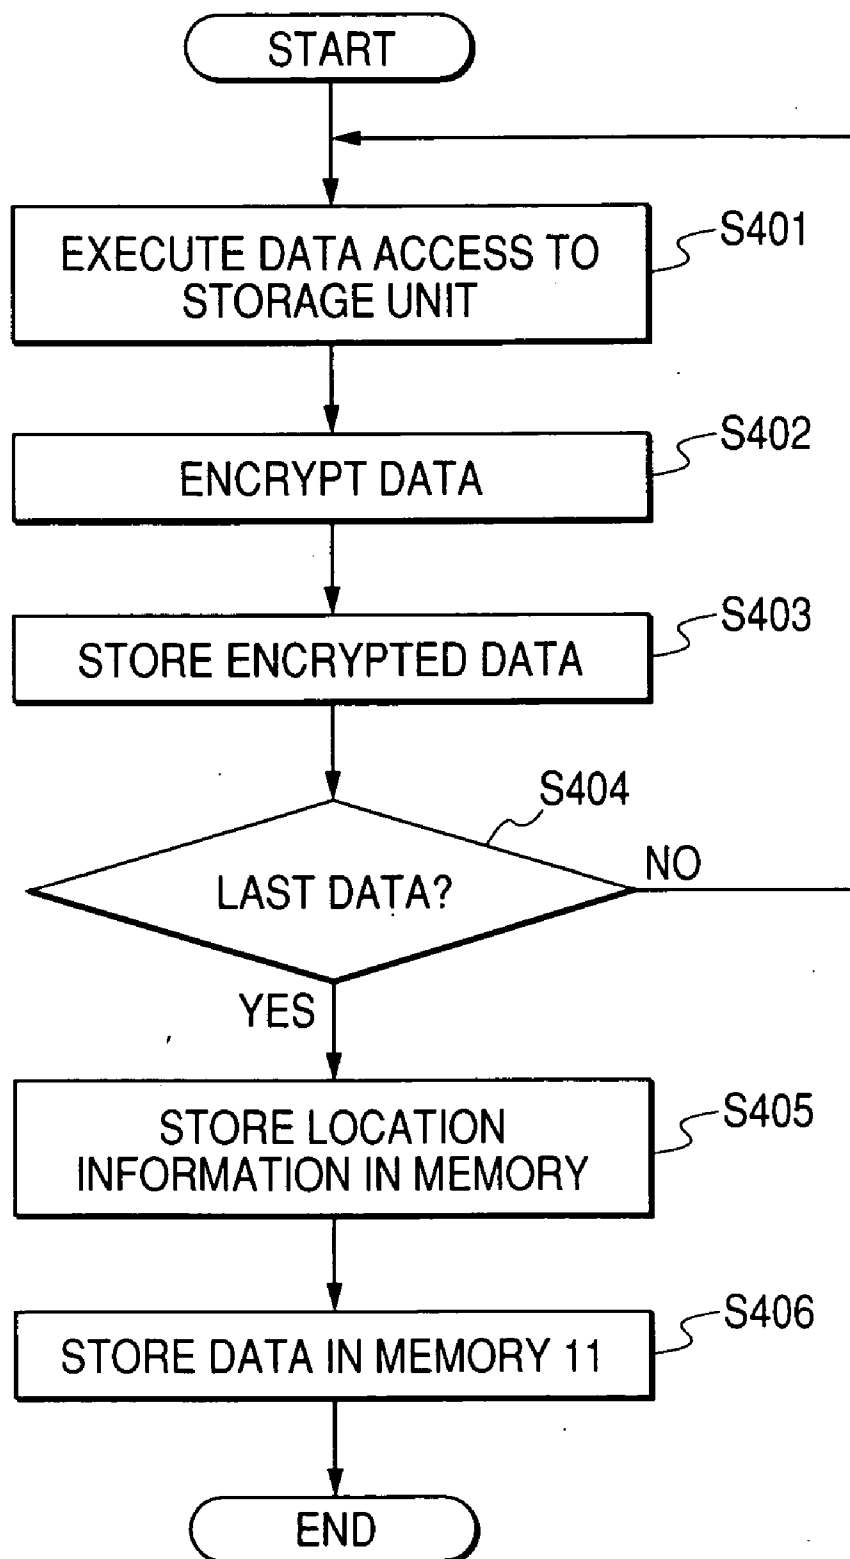 START
EXECUTE DATA ACCESS TO
STORAGE UNIT
S401
ENCRYPT DATA
S402
STORE ENCRYPTED DATA
S403
S404
LAST DATA?
NO
YES
STORE LOCATION
INFORMATION IN MEMORY
S405
STORE DATA IN MEMORY 11
S406
END